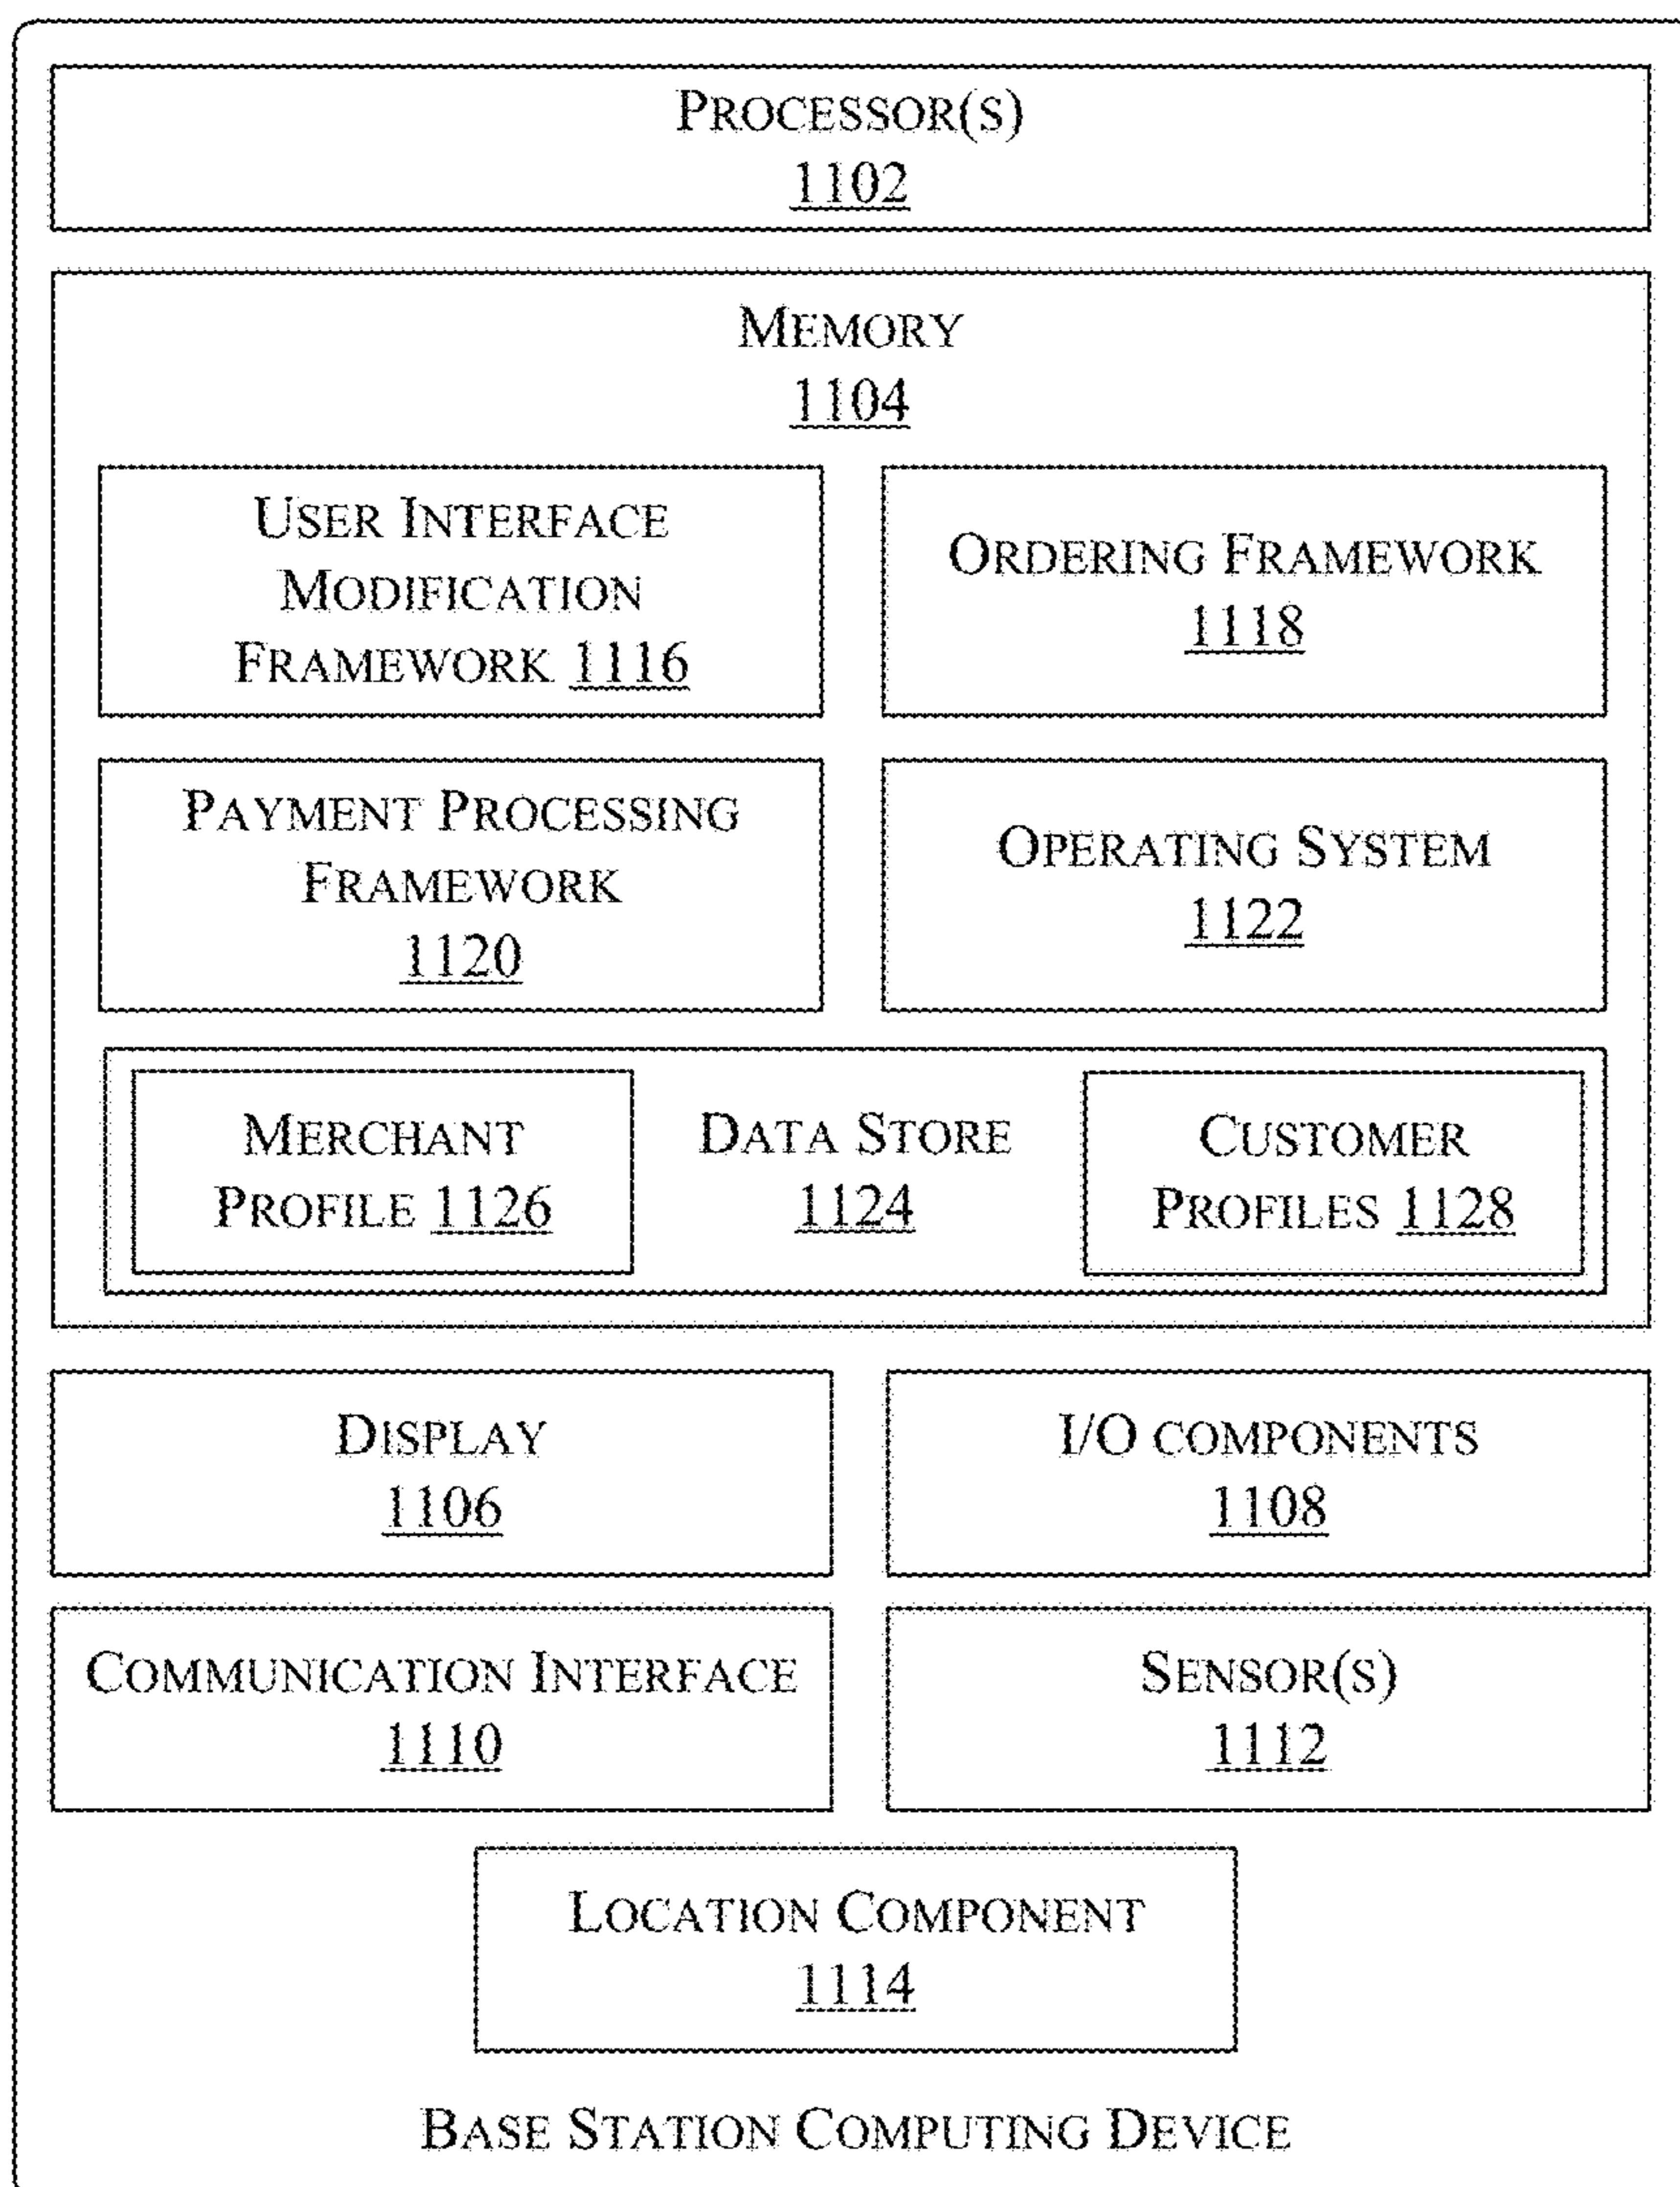 PROCESSOR(S)
1102
MEMORY
1104
USER INTERFACE
MODIFICATION
FRAMEWORK 1116
ORDERING FRAMEWORK
1118
PAYMENT PROCESSING
FRAMEWORK
1120
OPERATING SYSTEM
1122
MERCHANT
PROFILE 1126
DATA STORE
1124
CUSTOMER
PROFILES 1128
DISPLAY
1106
I/O COMPONENTS
1108
COMMUNICATION INTERFACE
1110
SENSOR(S)
1112
LOCATION COMPONENT
1114
BASE STATION COMPUTING DEVICE